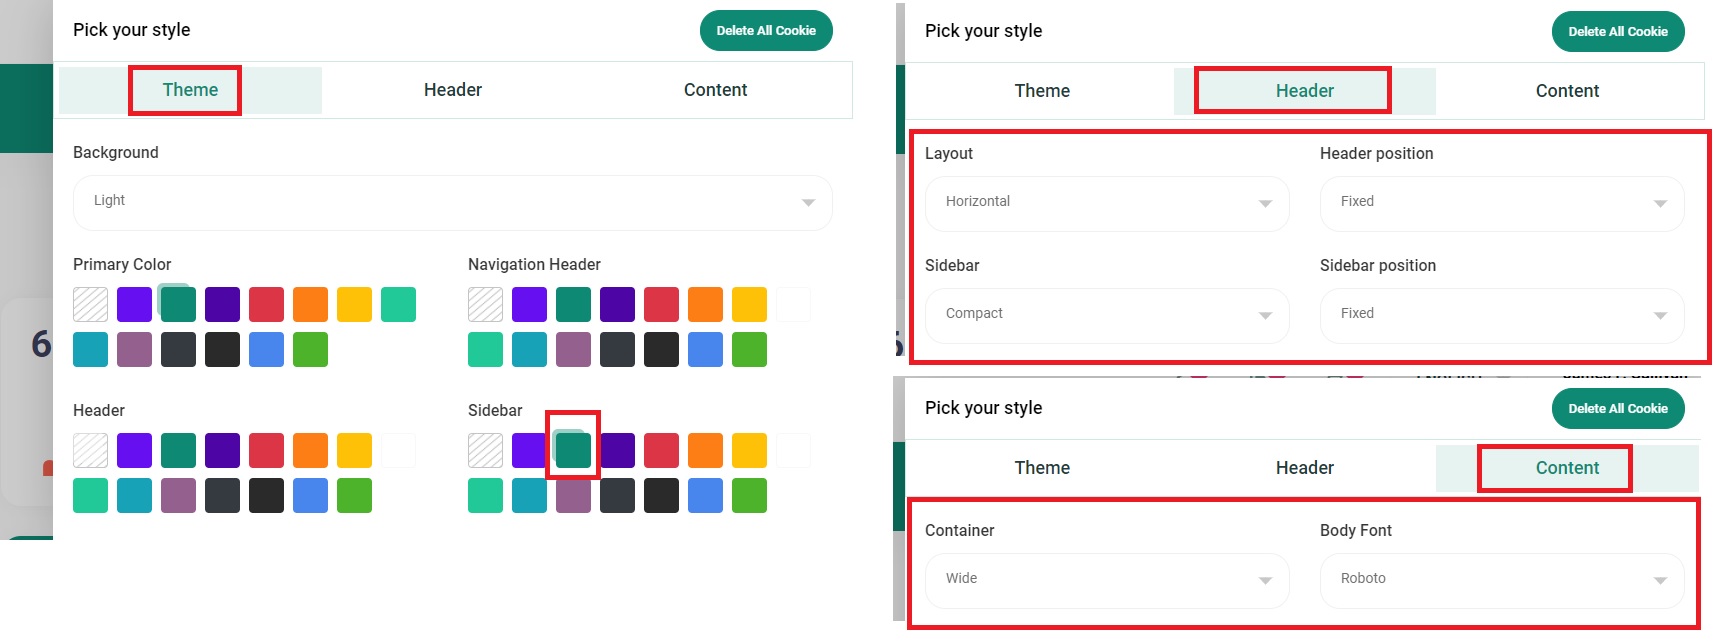 Pick your style
Delete All Cookie
Theme
Header
Content
Background
Light
Primary Color
Navigation Header
Header
Sidebar
6
Pick your style
Delete All Cookie
Theme
Header
Content
Layout
Header position
Horizontal
Fixed
Sidebar
Sidebar position
Compact
Fixed
Pick your style
Delete All Cookie
Theme
Header
Content
Container
Body Font
Wide
Roboto